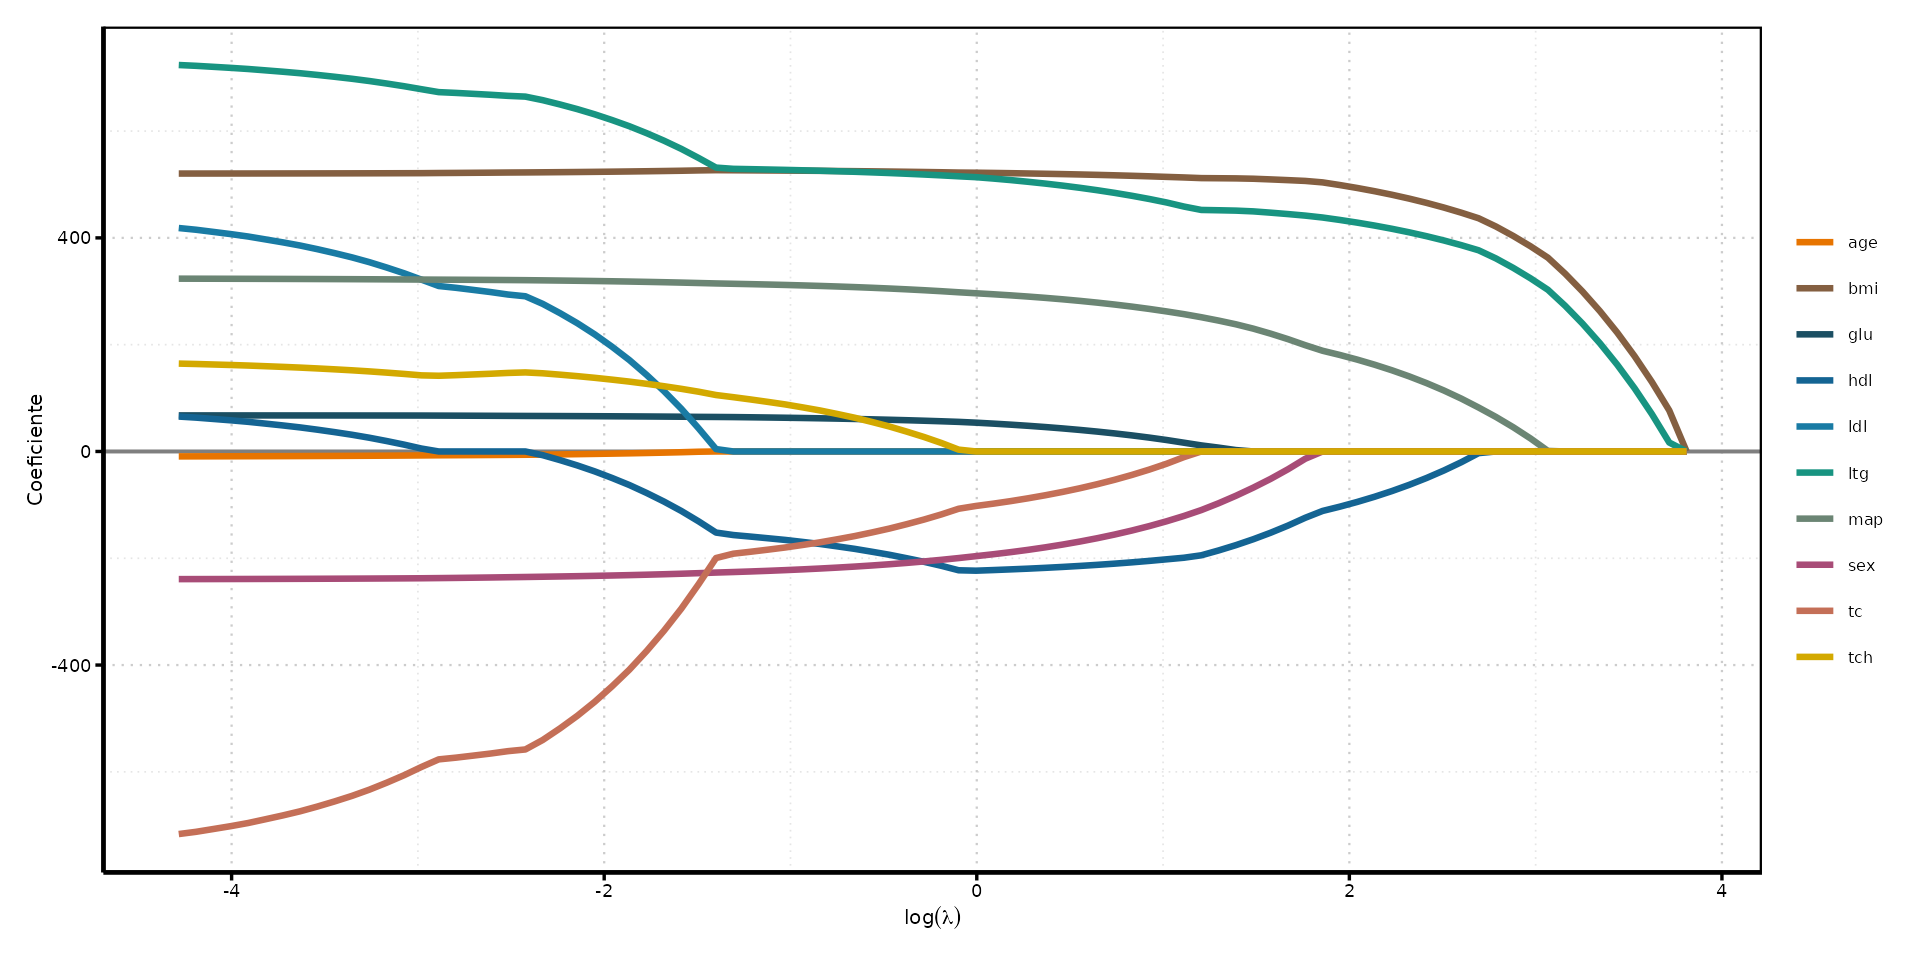 400
0
-400
Coeficiente
-4
-2
0
2
4
log(λ)
age
bmi
glu
hdl
ldl
ltg
map
sex
tc
tch